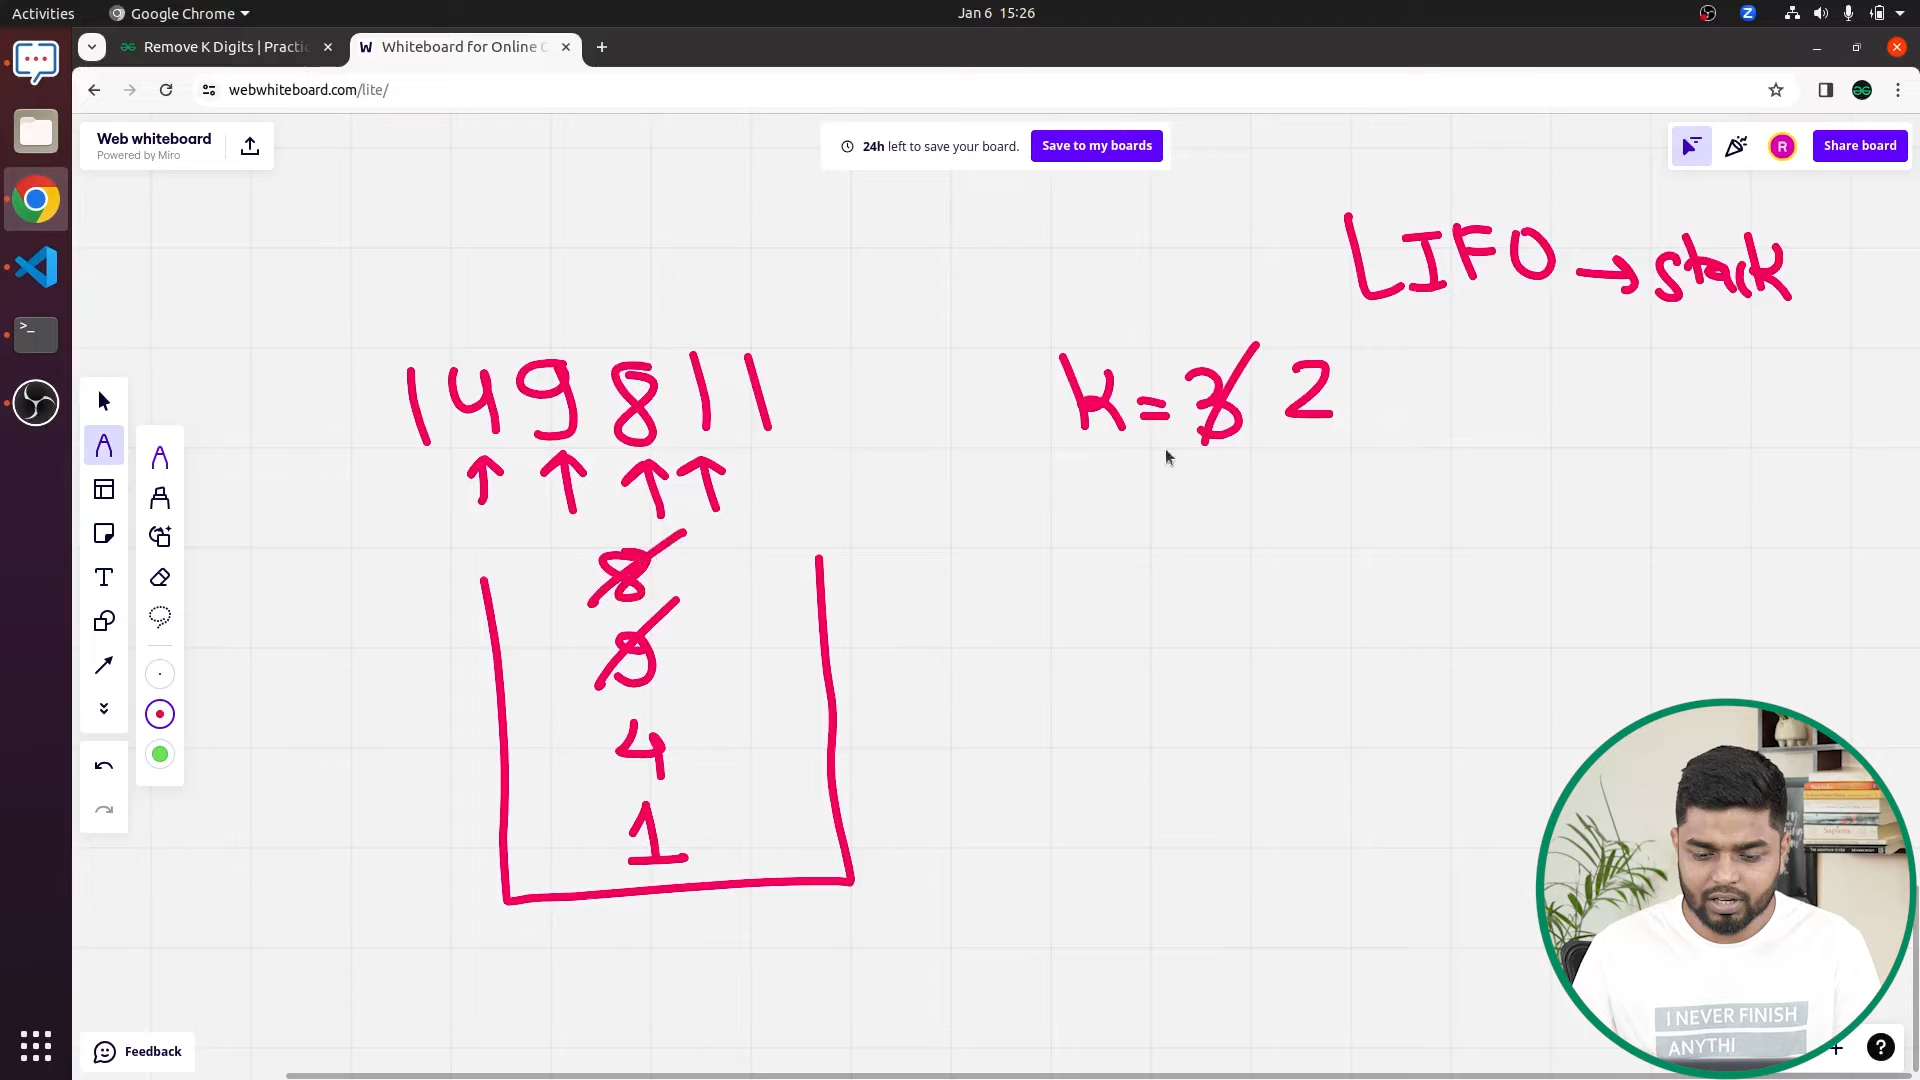 Activities Google Chrome Jan 6 15:26
Remove K Digits | Practic Whiteboard for Online C
webwhiteboard.com/lite/
Web whiteboard
Powered by Miro
24h left to save your board. Save to my boards
R Share board
LIFO → stack
149811 k = 3 2
8
9
4
1
T
I NEVER FINISH
ANYTHI
Feedback